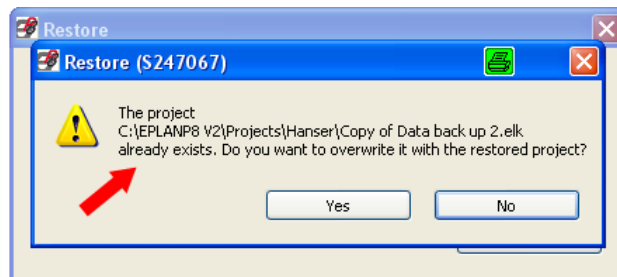 Restore
Restore (S247067)
The project
C:\EPLANP8 V2\Projects\Hanser\Copy of Data back up 2.elk
already exists. Do you want to overwrite it with the restored project?
Yes
No